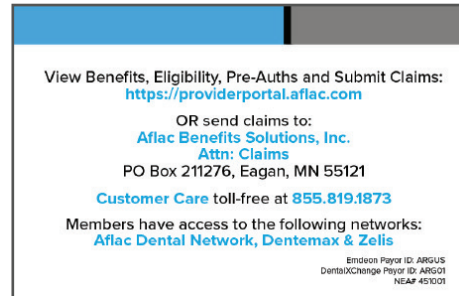 View Benefits, Eligibility, Pre-Auths and Submit Claims:
https://providerportal.aflac.com
OR send claims to:
Aflac Benefits Solutions, Inc.
Attn: Claims
PO Box 211276, Eagan, MN 55121
Customer Care toll-free at 855.819.1873
Members have access to the following networks:
Aflac Dental Network, Dentemax & Zelis
Emdeon Payor ID: ARGUS
DentalXChange Payor ID: ARG01
NEA# 451001